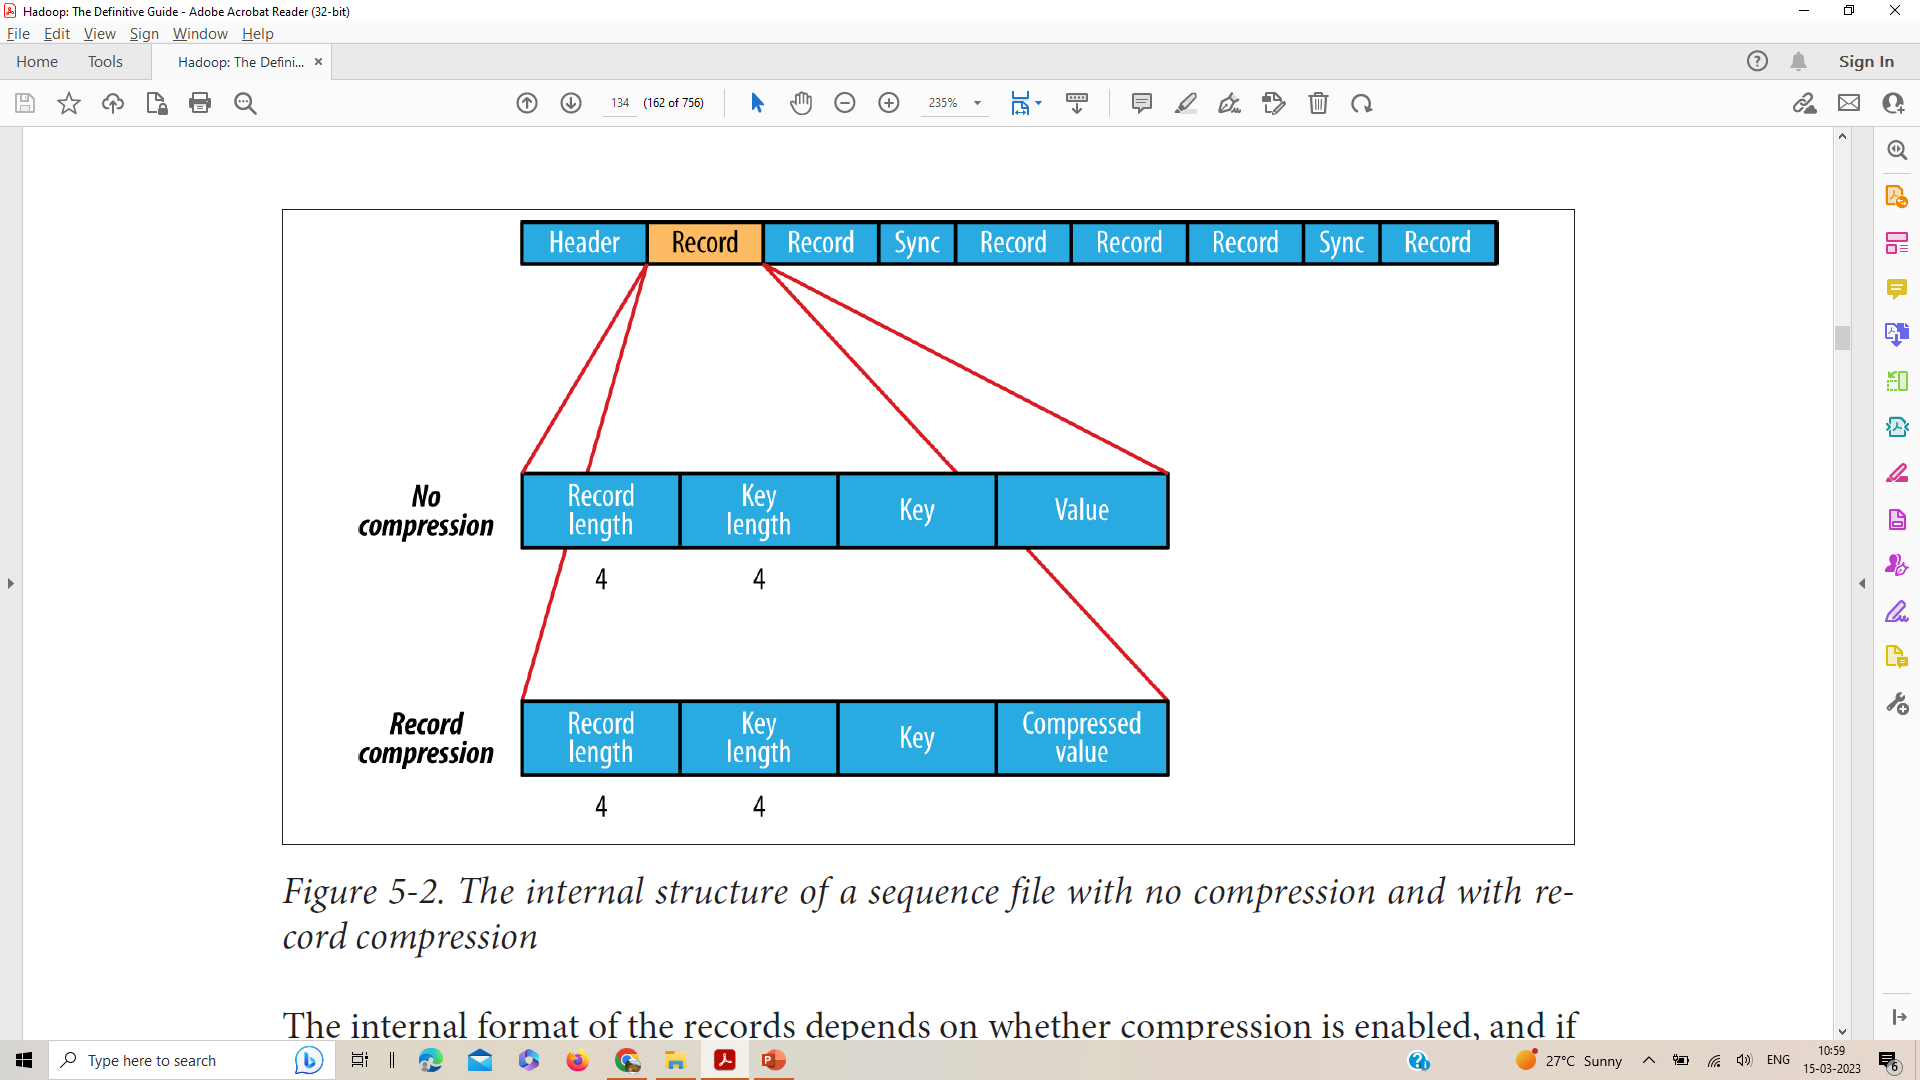 Hadoop: The Definitive Guide - Adobe Acrobat Reader (32-bit)
File Edit View Sign Window Help
Home Tools Hadoop: The Defini... × Sign In
134 (162 of 756) 235%
Header Record Record Sync Record Record Record Sync Record
No compression
Record length
Key length
Key
Value
4 4
Record compression
Record length
Key length
Key
Compressed value
4 4
Figure 5-2. The internal structure of a sequence file with no compression and with re-
cord compression
The internal format of the records depends on whether compression is enabled, and if
Type here to search
27°C Sunny
ENG
10:59
15-03-2023
6